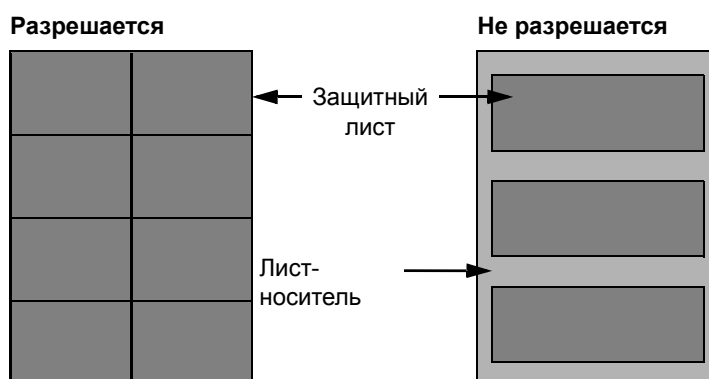 Разрешается
Не разрешается
Защитный
лист
Лист-
носитель